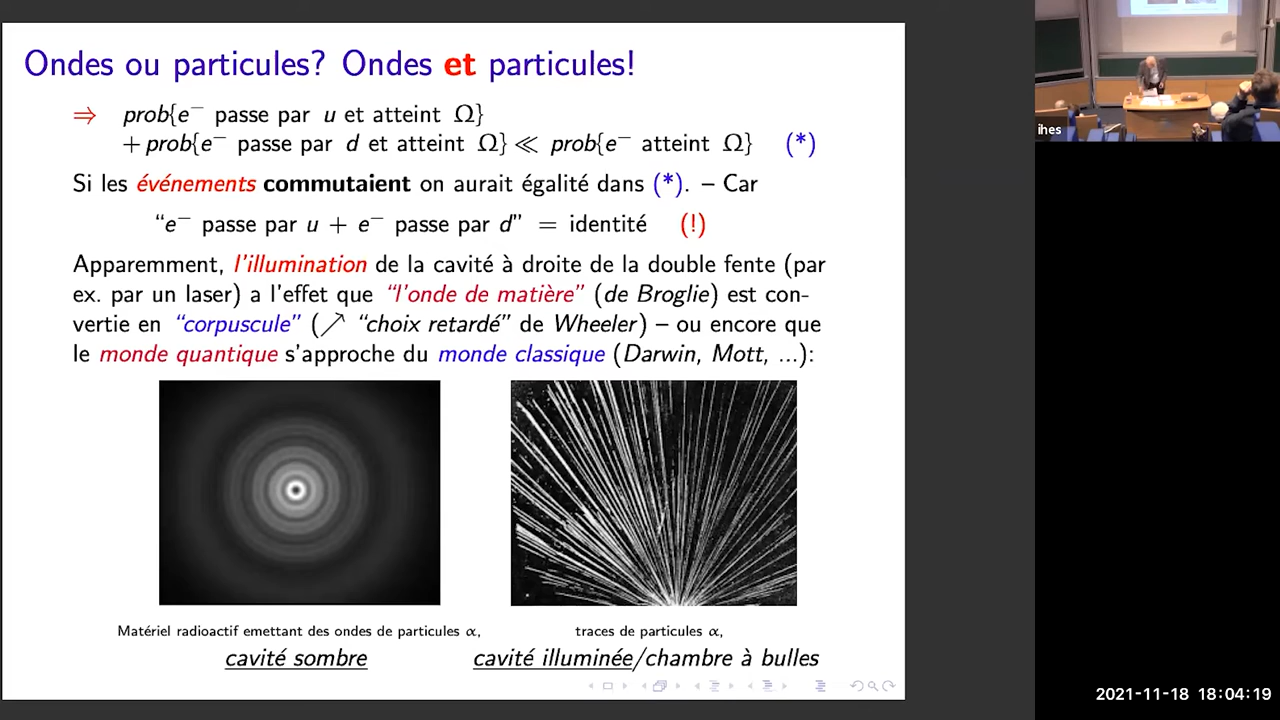 Ondes ou particules? Ondes et particules!
⇒ prob{e⁻ passe par u et atteint Ω}
+ prob{e⁻ passe par d et atteint Ω} ≪ prob{e⁻ atteint Ω} (*)
Si les événements commutaient on aurait égalité dans (*). – Car
“e⁻ passe par u + e⁻ passe par d” = identité (!)
Apparemment, l'illumination de la cavité à droite de la double fente (par
ex. par un laser) a l'effet que “l'onde de matière” (de Broglie) est con-
vertie en “corpuscule” (↗ “choix retardé” de Wheeler) – ou encore que
le monde quantique s'approche du monde classique (Darwin, Mott, ...):
Matériel radioactif emettant des ondes de particules α,
cavité sombre
traces de particules α,
cavité illuminée/chambre à bulles
ihes
2021-11-18 18:04:19